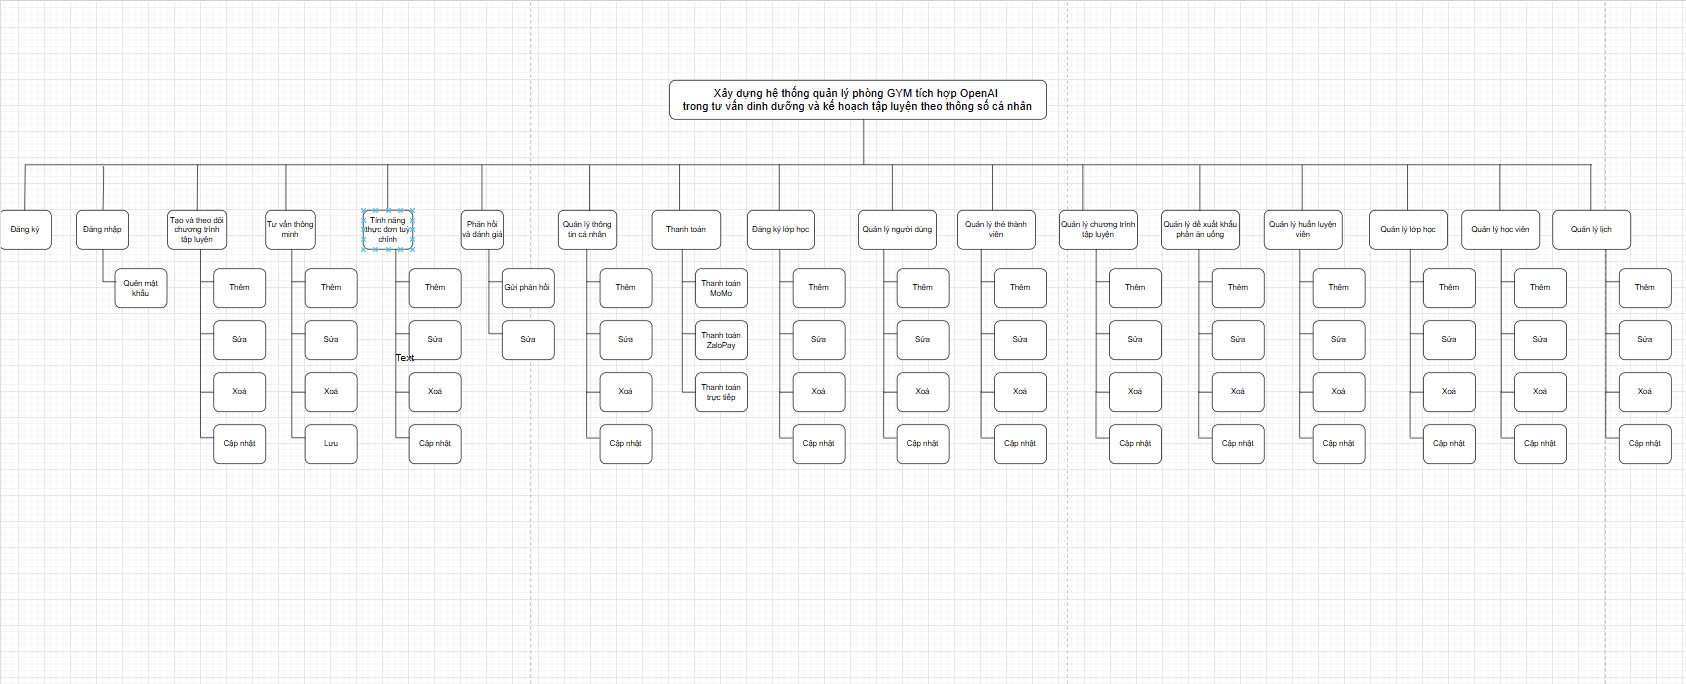 Xây dựng hệ thống quản lý phòng GYM tích hợp OpenAI
trong tư vấn dinh dưỡng và kế hoạch tập luyện theo thông số cá nhân
Đăng ký
Đăng nhập
Tạo và theo dõi
chương trình
tập luyện
Tư vấn thông
minh
Tính năng
thực đơn tuỳ
chỉnh
Phản hồi
và đánh giá
Quản lý thông
tin cá nhân
Thanh toán
Đăng ký lớp học
Quản lý người dùng
Quản lý thẻ thành
viên
Quản lý chương trình
tập luyện
Quản lý đề xuất khẩu
phần ăn uống
Quản lý huấn luyện
viên
Quản lý lớp học
Quản lý học viên
Quản lý lịch
Quên mật
khẩu
Thêm
Thêm
Thêm
Gửi phản hồi
Thêm
Thanh toán
MoMo
Thêm
Thêm
Thêm
Thêm
Thêm
Thêm
Thêm
Thêm
Thêm
Sửa
Sửa
Sửa
Sửa
Sửa
Thanh toán
ZaloPay
Sửa
Sửa
Sửa
Sửa
Sửa
Sửa
Sửa
Sửa
Sửa
Text
Xoá
Xoá
Xoá
Xoá
Thanh toán
trực tiếp
Xoá
Xoá
Xoá
Xoá
Xoá
Xoá
Xoá
Xoá
Xoá
Cập nhật
Lưu
Cập nhật
Cập nhật
Cập nhật
Cập nhật
Cập nhật
Cập nhật
Cập nhật
Cập nhật
Cập nhật
Cập nhật
Cập nhật